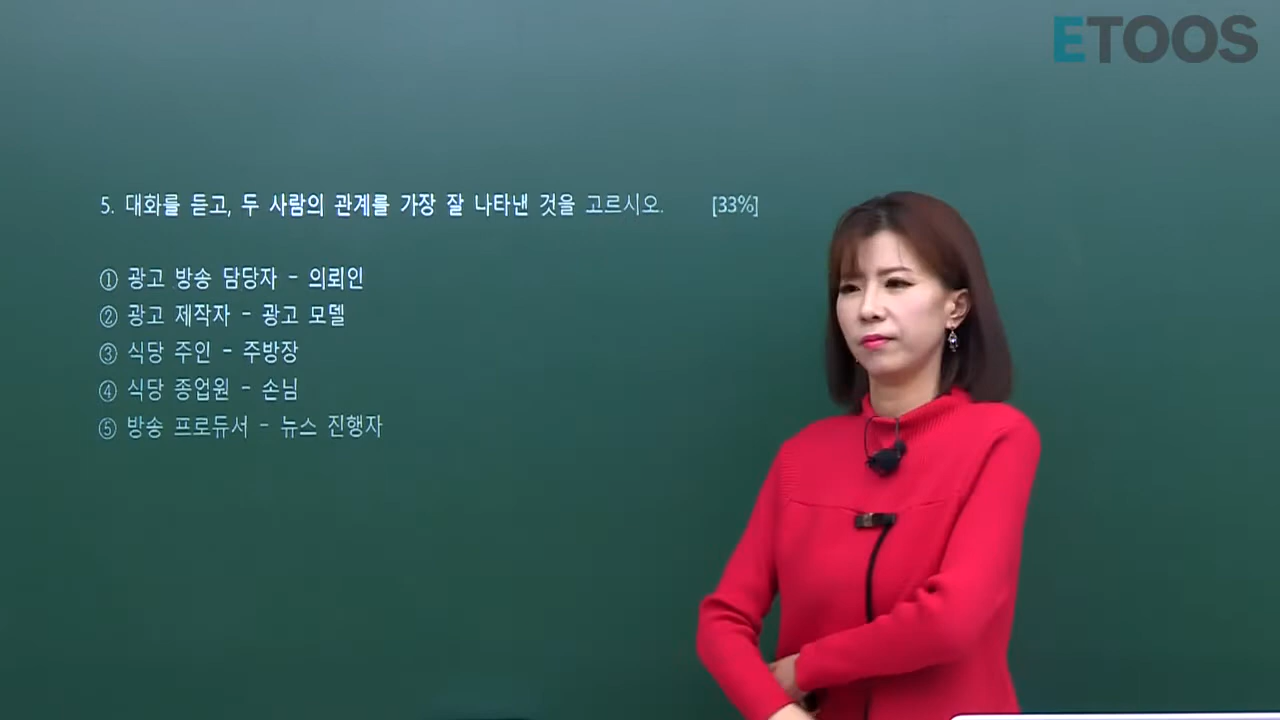 ETOOS
5. 대화를 듣고, 두 사람의 관계를 가장 잘 나타낸 것을 고르시오. [33%]
① 광고 방송 담당자 - 의뢰인
② 광고 제작자 - 광고 모델
③ 식당 주인 - 주방장
④ 식당 종업원 - 손님
⑤ 방송 프로듀서 - 뉴스 진행자